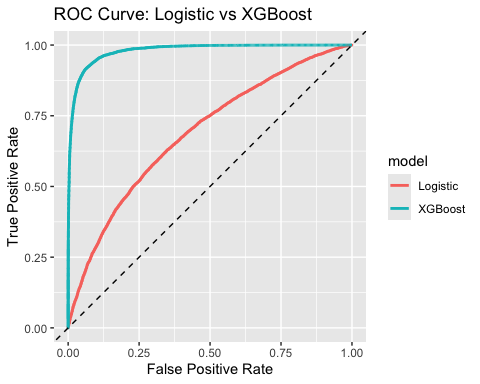 ROC Curve: Logistic vs XGBoost
1.00
0.75
0.50
0.25
0.00
True Positive Rate
0.00 0.25 0.50 0.75 1.00
False Positive Rate
model
Logistic
XGBoost